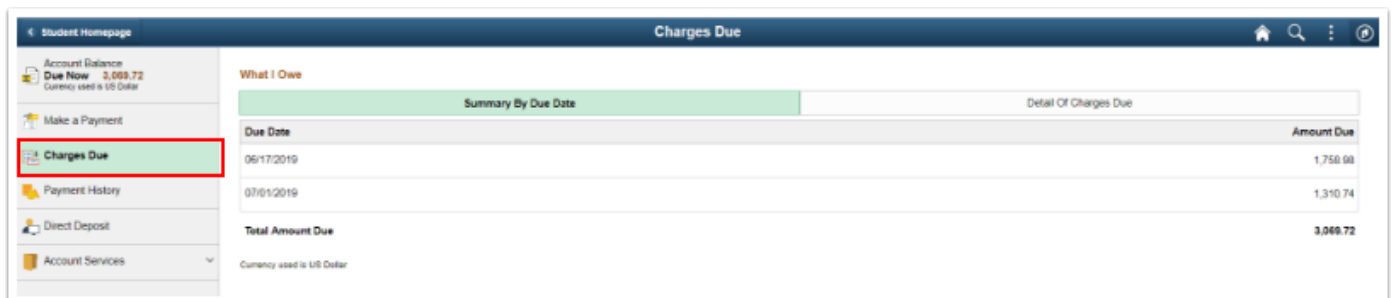 Student Homepage
Charges Due
Account Balance
Due Now 3,069.72
Currency used is US Dollar
Make a Payment
Charges Due
Payment History
Direct Deposit
Account Services
What I Owe
Summary By Due Date Detail Of Charges Due
Due Date Amount Due
06/17/2019 1,758.98
07/01/2019 1,310.74
Total Amount Due 3,069.72
Currency used is US Dollar